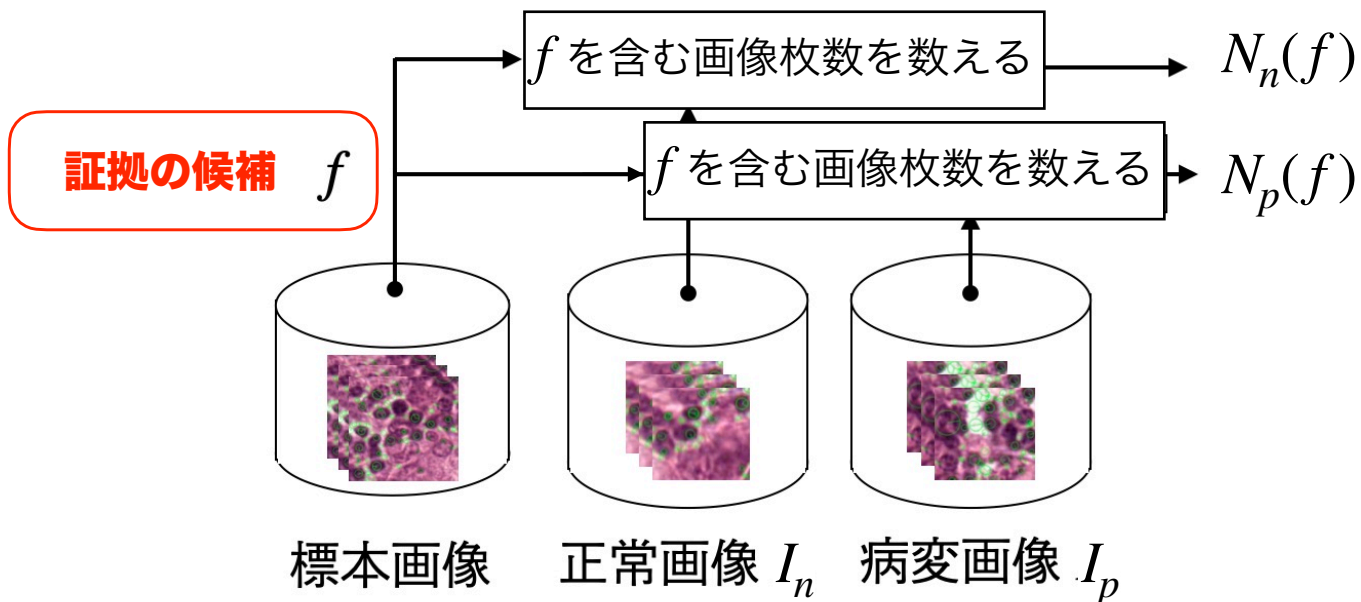 f を含む画像枚数を数える
N_n(f)
証拠の候補 f
f を含む画像枚数を数える
N_p(f)
標本画像
正常画像 I_n
病変画像 I_p